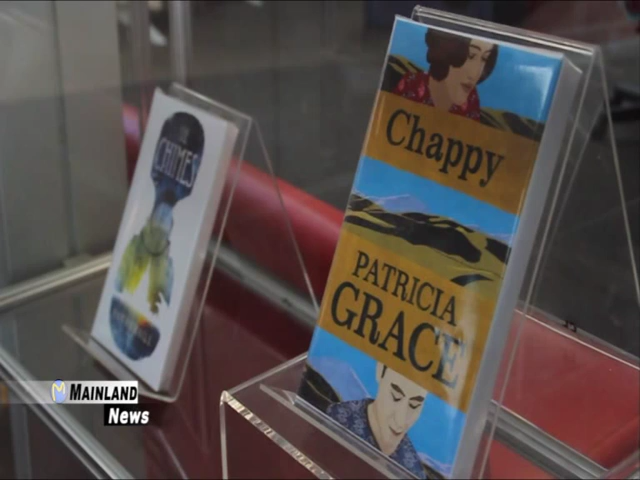 THE
CHIMES
Chappy
PATRICIA
GRACE
MAINLAND
News